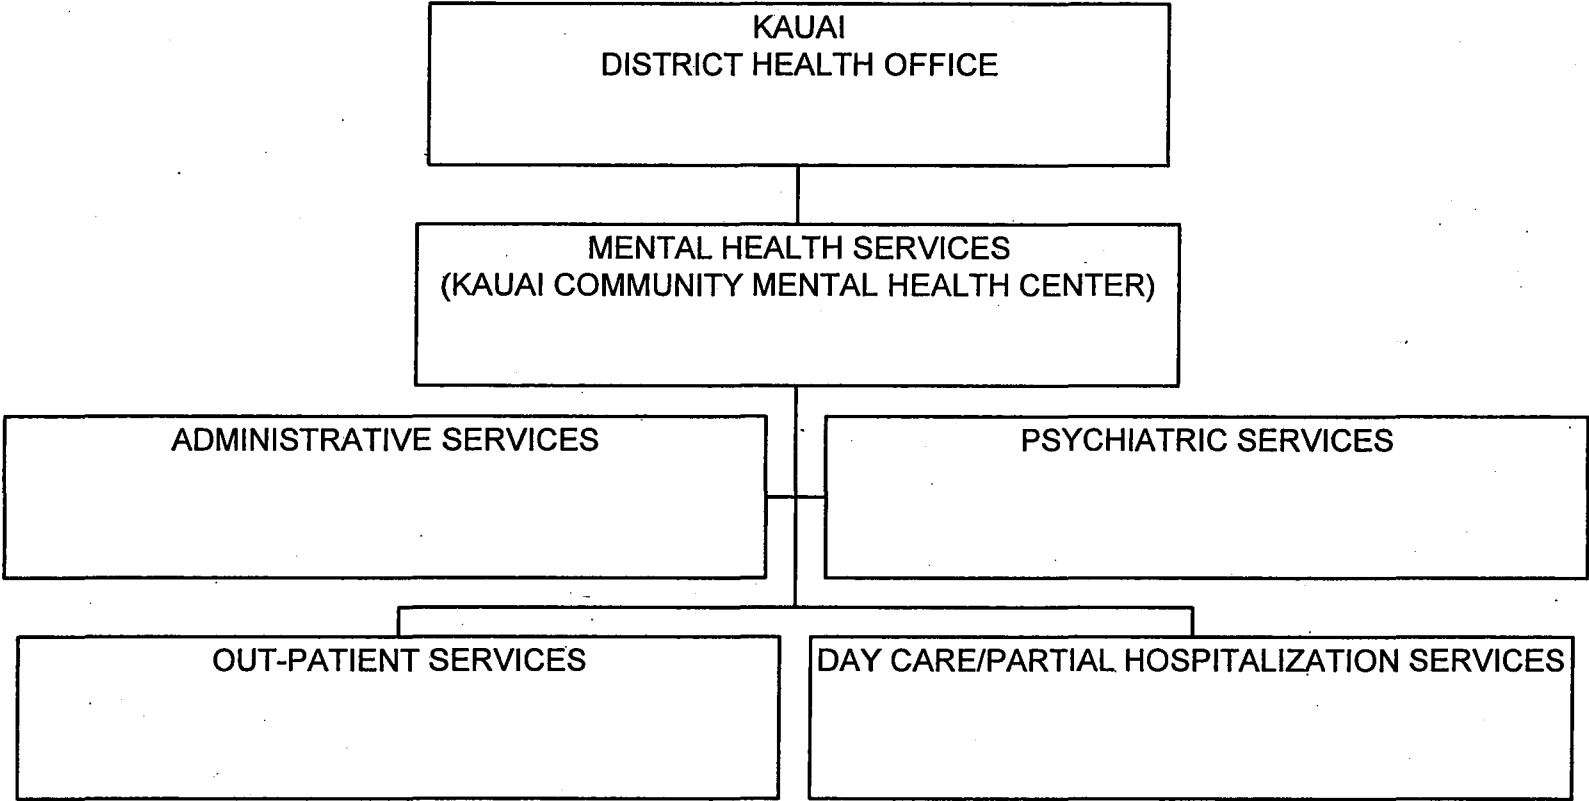 KAUAI
DISTRICT HEALTH OFFICE
MENTAL HEALTH SERVICES
(KAUAI COMMUNITY MENTAL HEALTH CENTER)
ADMINISTRATIVE SERVICES
PSYCHIATRIC SERVICES
OUT-PATIENT SERVICES
DAY CARE/PARTIAL HOSPITALIZATION SERVICES